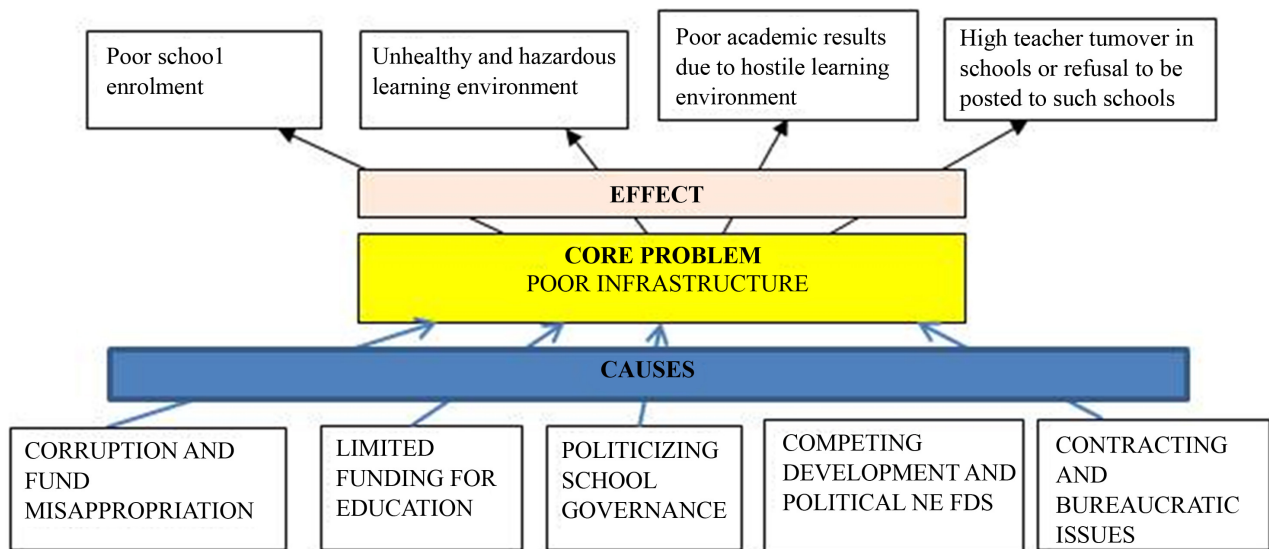 Poor school
enrolment
Unhealthy and hazardous
learning environment
Poor academic results
due to hostile learning
environment
High teacher tumover in
schools or refusal to be
posted to such schools
EFFECT
CORE PROBLEM
POOR INFRASTRUCTURE
CAUSES
CORRUPTION AND
FUND
MISAPPROPRIATION
LIMITED
FUNDING FOR
EDUCATION
POLITICIZING
SCHOOL
GOVERNANCE
COMPETING
DEVELOPMENT AND
POLITICAL NE FDS
CONTRACTING
AND
BUREAUCRATIC
ISSUES